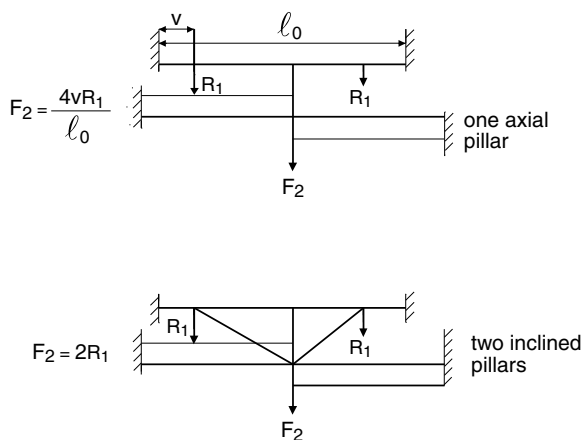 v
ℓ₀
R₁
R₁
F₂ = 4vR₁ / ℓ₀
one axial
pillar
F₂
R₁
R₁
F₂ = 2R₁
two inclined
pillars
F₂